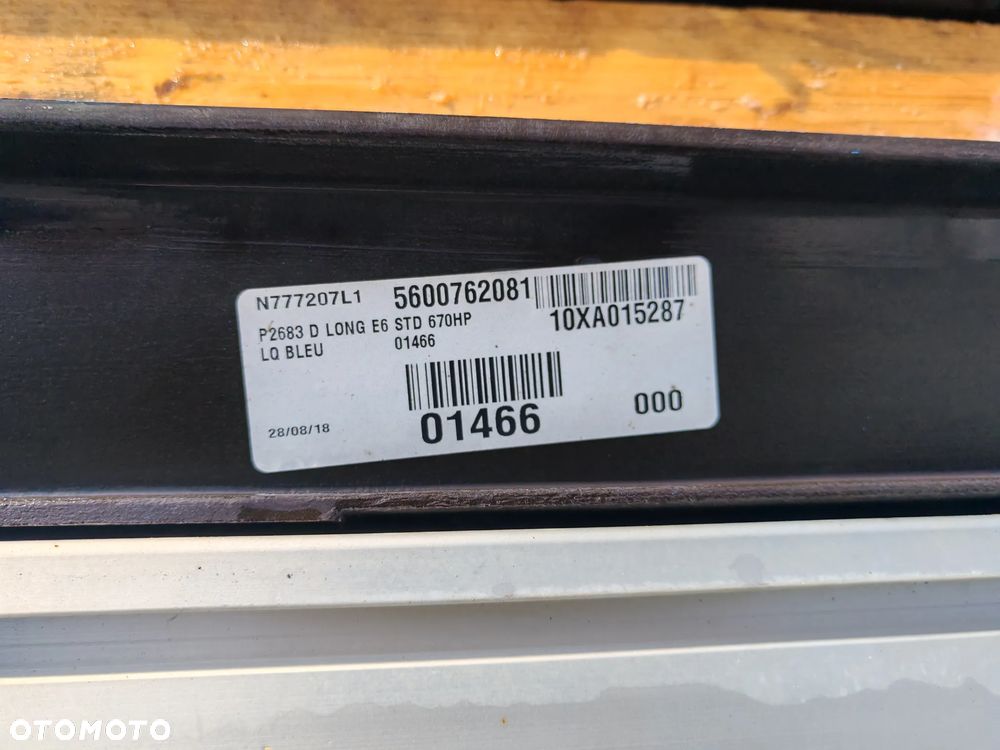 N777207L1 5600762081
P2683 D LONG E6 STD 670HP 10XA015287
LQ BLEU 01466
28/08/18 01466 000
OTOMOTO